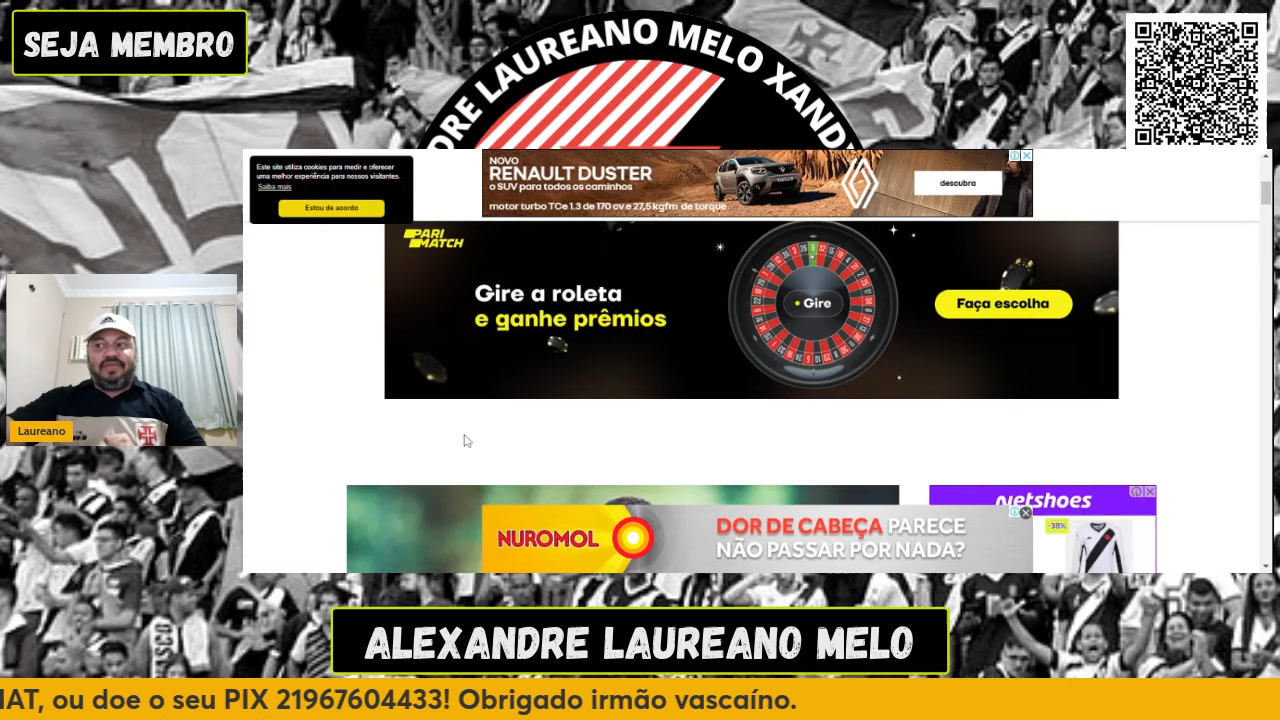 SEJA MEMBRO
DRE LAUREANO MELO XAND
Este site utiliza cookies para medir e oferecer
uma melhor experiência para nossos visitantes.
Saiba mais
Estou de acordo
NOVO
RENAULT DUSTER
o SUV para todos os caminhos
motor turbo TCe 1.3 de 170 cv e 27,5 kgfm de torque
descubra
PARI
MATCH
Gire a roleta
e ganhe prêmios
Gire
Faça escolha
Laureano
netshoes
-38%
NUROMOL
DOR DE CABEÇA PARECE
NÃO PASSAR POR NADA?
ALEXANDRE LAUREANO MELO
HAT, ou doe o seu PIX 21967604433! Obrigado irmão vascaíno.